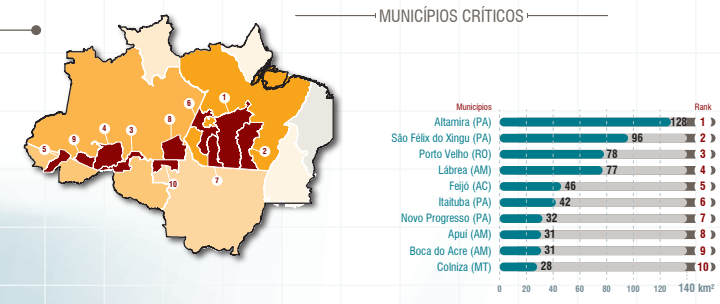 MUNICÍPIOS CRÍTICOS
1
6
8
3
4
9
5
2
10
7
Municípios Rank
Altamira (PA) 128 1
São Félix do Xingu (PA) 96 2
Porto Velho (RO) 78 3
Lábrea (AM) 77 4
Feijó (AC) 46 5
Itaituba (PA) 42 6
Novo Progresso (PA) 32 7
Apuí (AM) 31 8
Boca do Acre (AM) 31 9
Colniza (MT) 28 10
0 20 40 60 80 100 120 140 km²